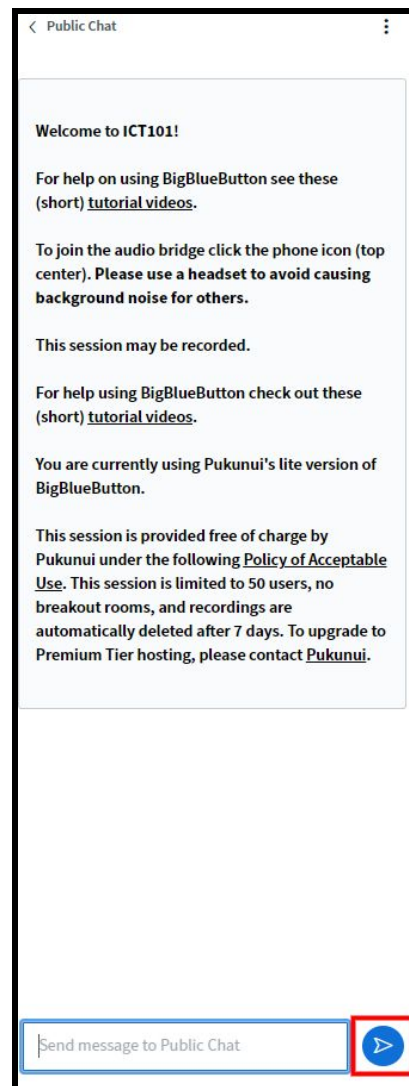 Public Chat
Welcome to ICT101!
For help on using BigBlueButton see these
(short) tutorial videos.
To join the audio bridge click the phone icon (top
center). Please use a headset to avoid causing
background noise for others.
This session may be recorded.
For help using BigBlueButton check out these
(short) tutorial videos.
You are currently using Pukunui's lite version of
BigBlueButton.
This session is provided free of charge by
Pukunui under the following Policy of Acceptable
Use. This session is limited to 50 users, no
breakout rooms, and recordings are
automatically deleted after 7 days. To upgrade to
Premium Tier hosting, please contact Pukunui.
Send message to Public Chat